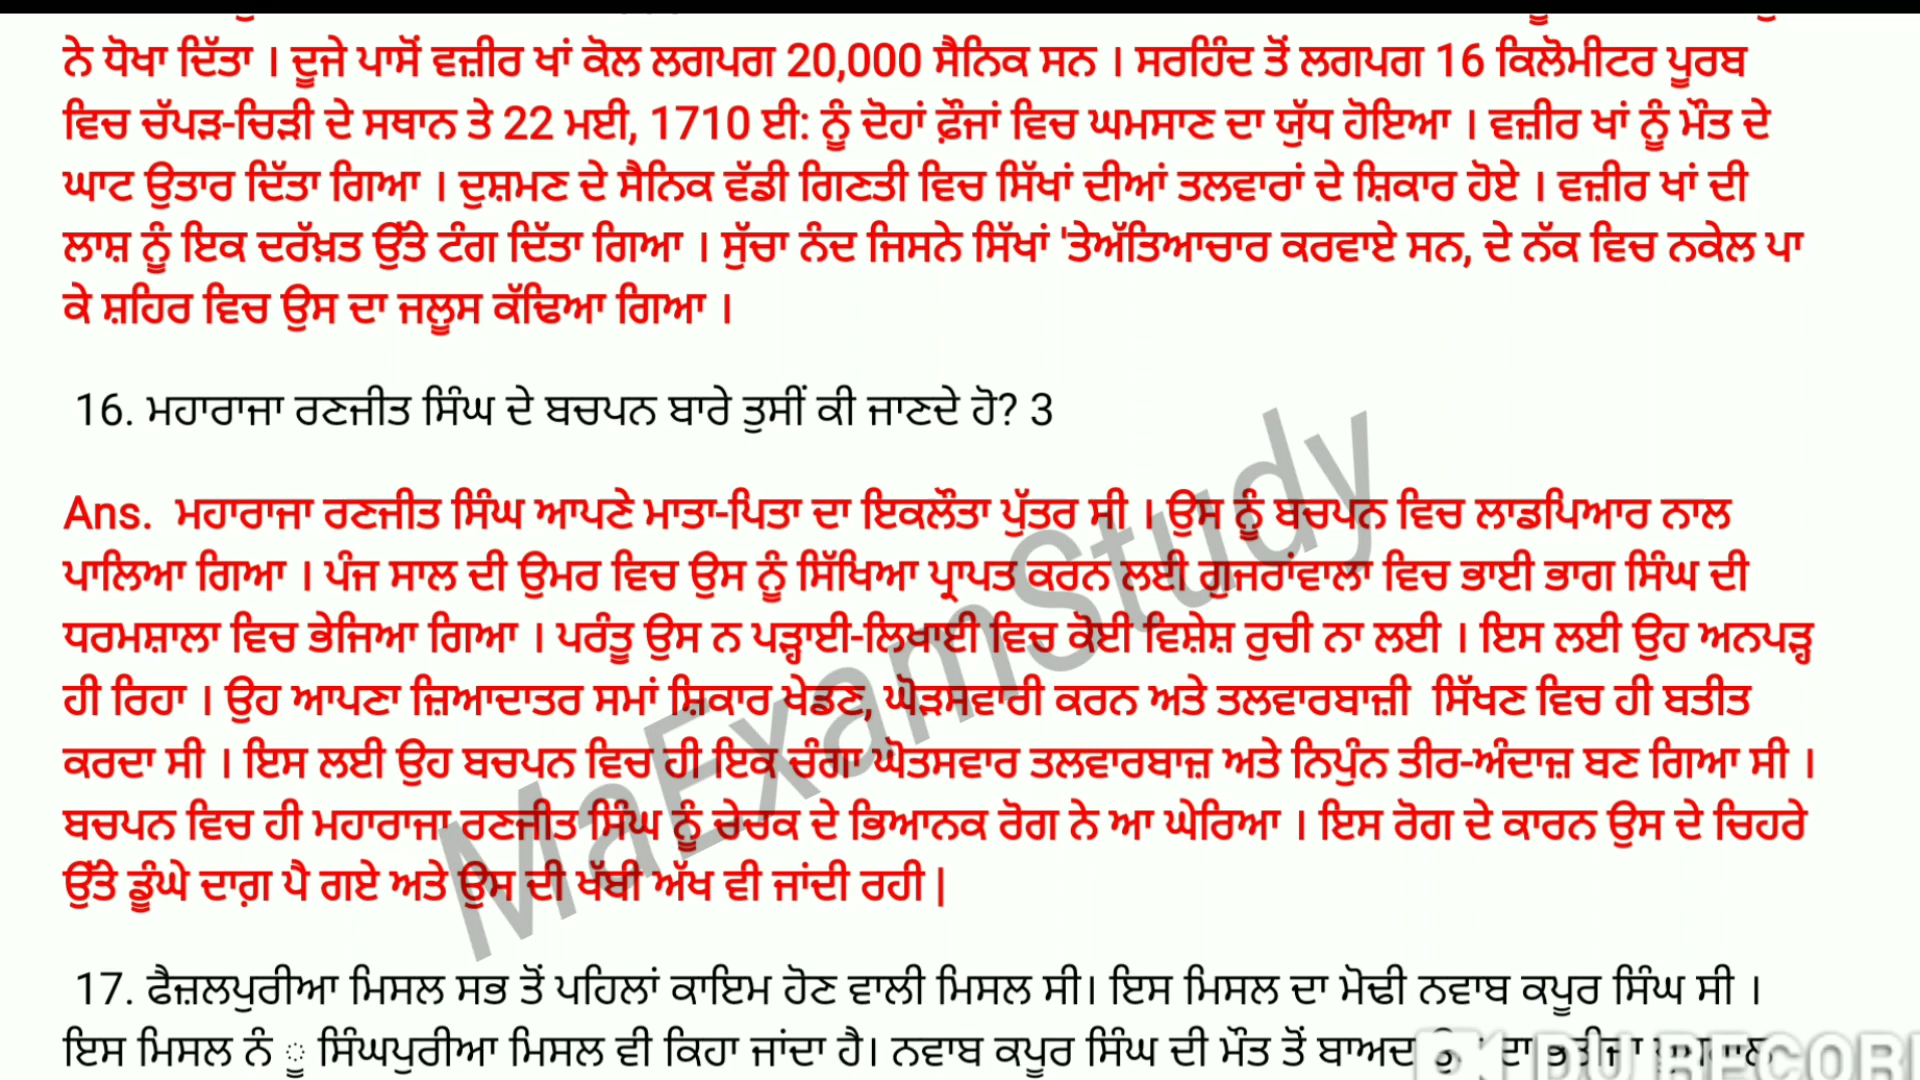 ਨੇ ਧੋਖਾ ਦਿੱਤਾ । ਦੂਜੇ ਪਾਸੋਂ ਵਜ਼ੀਰ ਖਾਂ ਕੋਲ ਲਗਪਗ 20,000 ਸੈਨਿਕ ਸਨ । ਸਰਹਿੰਦ ਤੋਂ ਲਗਪਗ 16 ਕਿਲੋਮੀਟਰ ਪੂਰਬ
ਵਿਚ ਚੱਪੜ-ਚਿੜੀ ਦੇ ਸਥਾਨ ਤੇ 22 ਮਈ, 1710 ਈ: ਨੂੰ ਦੋਹਾਂ ਫ਼ੌਜਾਂ ਵਿਚ ਘਮਸਾਣ ਦਾ ਯੁੱਧ ਹੋਇਆ । ਵਜ਼ੀਰ ਖਾਂ ਨੂੰ ਮੌਤ ਦੇ
ਘਾਟ ਉਤਾਰ ਦਿੱਤਾ ਗਿਆ । ਦੁਸ਼ਮਣ ਦੇ ਸੈਨਿਕ ਵੱਡੀ ਗਿਣਤੀ ਵਿਚ ਸਿੱਖਾਂ ਦੀਆਂ ਤਲਵਾਰਾਂ ਦੇ ਸ਼ਿਕਾਰ ਹੋਏ । ਵਜ਼ੀਰ ਖਾਂ ਦੀ
ਲਾਸ਼ ਨੂੰ ਇਕ ਦਰੱਖ਼ਤ ਉੱਤੇ ਟੰਗ ਦਿੱਤਾ ਗਿਆ । ਸੁੱਚਾ ਨੰਦ ਜਿਸਨੇ ਸਿੱਖਾਂ 'ਤੇਅੱਤਿਆਚਾਰ ਕਰਵਾਏ ਸਨ, ਦੇ ਨੱਕ ਵਿਚ ਨਕੇਲ ਪਾ
ਕੇ ਸ਼ਹਿਰ ਵਿਚ ਉਸ ਦਾ ਜਲੂਸ ਕੱਢਿਆ ਗਿਆ ।
16. ਮਹਾਰਾਜਾ ਰਣਜੀਤ ਸਿੰਘ ਦੇ ਬਚਪਨ ਬਾਰੇ ਤੁਸੀਂ ਕੀ ਜਾਣਦੇ ਹੋ? 3
Ans. ਮਹਾਰਾਜਾ ਰਣਜੀਤ ਸਿੰਘ ਆਪਣੇ ਮਾਤਾ-ਪਿਤਾ ਦਾ ਇਕਲੌਤਾ ਪੁੱਤਰ ਸੀ । ਉਸ ਨੂੰ ਬਚਪਨ ਵਿਚ ਲਾਡਪਿਆਰ ਨਾਲ
ਪਾਲਿਆ ਗਿਆ । ਪੰਜ ਸਾਲ ਦੀ ਉਮਰ ਵਿਚ ਉਸ ਨੂੰ ਸਿੱਖਿਆ ਪ੍ਰਾਪਤ ਕਰਨ ਲਈ ਗੁਜਰਾਂਵਾਲਾ ਵਿਚ ਭਾਈ ਭਾਗ ਸਿੰਘ ਦੀ
ਧਰਮਸ਼ਾਲਾ ਵਿਚ ਭੇਜਿਆ ਗਿਆ । ਪਰੰਤੂ ਉਸ ਨ ਪੜ੍ਹਾਈ-ਲਿਖਾਈ ਵਿਚ ਕੋਈ ਵਿਸ਼ੇਸ਼ ਰੁਚੀ ਨਾ ਲਈ । ਇਸ ਲਈ ਉਹ ਅਨਪੜ੍ਹ
ਹੀ ਰਿਹਾ । ਉਹ ਆਪਣਾ ਜ਼ਿਆਦਾਤਰ ਸਮਾਂ ਸ਼ਿਕਾਰ ਖੇਡਣ, ਘੋੜਸਵਾਰੀ ਕਰਨ ਅਤੇ ਤਲਵਾਰਬਾਜ਼ੀ ਸਿੱਖਣ ਵਿਚ ਹੀ ਬਤੀਤ
ਕਰਦਾ ਸੀ । ਇਸ ਲਈ ਉਹ ਬਚਪਨ ਵਿਚ ਹੀ ਇਕ ਚੰਗਾ ਘੋਤਸਵਾਰ ਤਲਵਾਰਬਾਜ਼ ਅਤੇ ਨਿਪੁੰਨ ਤੀਰ-ਅੰਦਾਜ਼ ਬਣ ਗਿਆ ਸੀ ।
ਬਚਪਨ ਵਿਚ ਹੀ ਮਹਾਰਾਜਾ ਰਣਜੀਤ ਸਿੰਘ ਨੂੰ ਚੇਚਕ ਦੇ ਭਿਆਨਕ ਰੋਗ ਨੇ ਆ ਘੇਰਿਆ । ਇਸ ਰੋਗ ਦੇ ਕਾਰਨ ਉਸ ਦੇ ਚਿਹਰੇ
ਉੱਤੇ ਡੂੰਘੇ ਦਾਗ਼ ਪੈ ਗਏ ਅਤੇ ਉਸ ਦੀ ਖੱਬੀ ਅੱਖ ਵੀ ਜਾਂਦੀ ਰਹੀ |
MaExamStudy
17. ਫੈਜ਼ਲਪੁਰੀਆ ਮਿਸਲ ਸਭ ਤੋਂ ਪਹਿਲਾਂ ਕਾਇਮ ਹੋਣ ਵਾਲੀ ਮਿਸਲ ਸੀ। ਇਸ ਮਿਸਲ ਦਾ ਮੋਢੀ ਨਵਾਬ ਕਪੂਰ ਸਿੰਘ ਸੀ ।
ਇਸ ਮਿਸਲ ਨੰ ੂ ਸਿੰਘਪੁਰੀਆ ਮਿਸਲ ਵੀ ਕਿਹਾ ਜਾਂਦਾ ਹੈ। ਨਵਾਬ ਕਪੂਰ ਸਿੰਘ ਦੀ ਮੌਤ ਤੋਂ ਬਾਅਦ